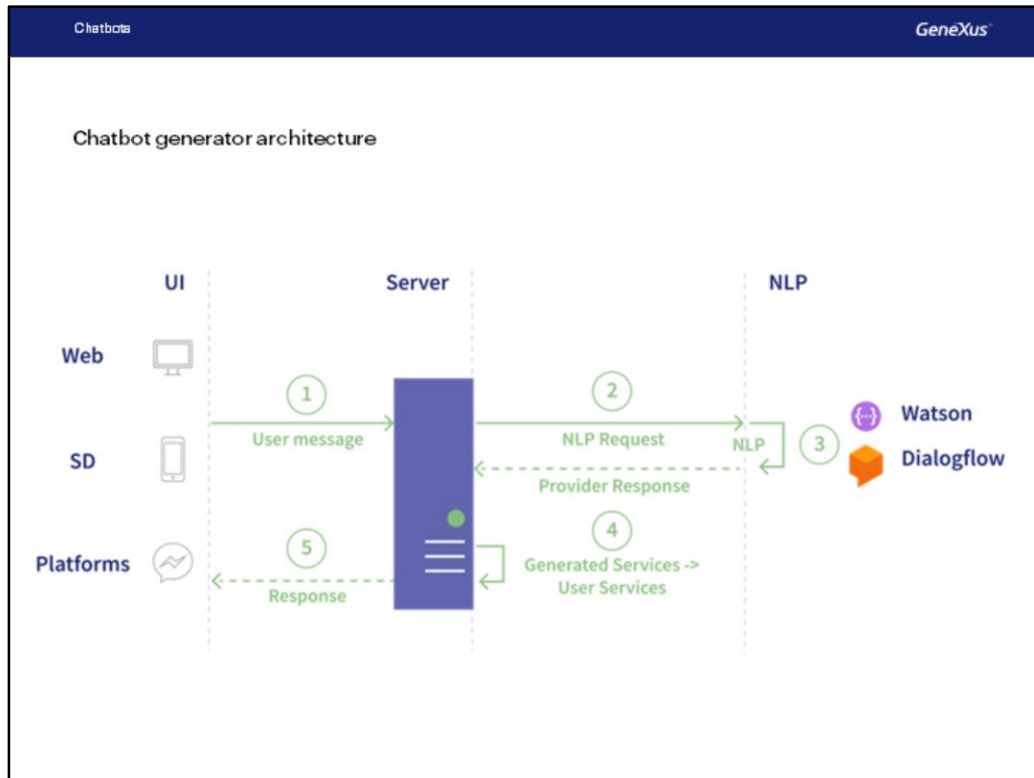 Chatbots
GeneXus™
Chatbot generator architecture
UI
Server
NLP
Web
1
2
User message
NLP Request
NLP
3
Watson
SD
Dialogflow
Provider Response
Platforms
5
4
Response
Generated Services ->
User Services